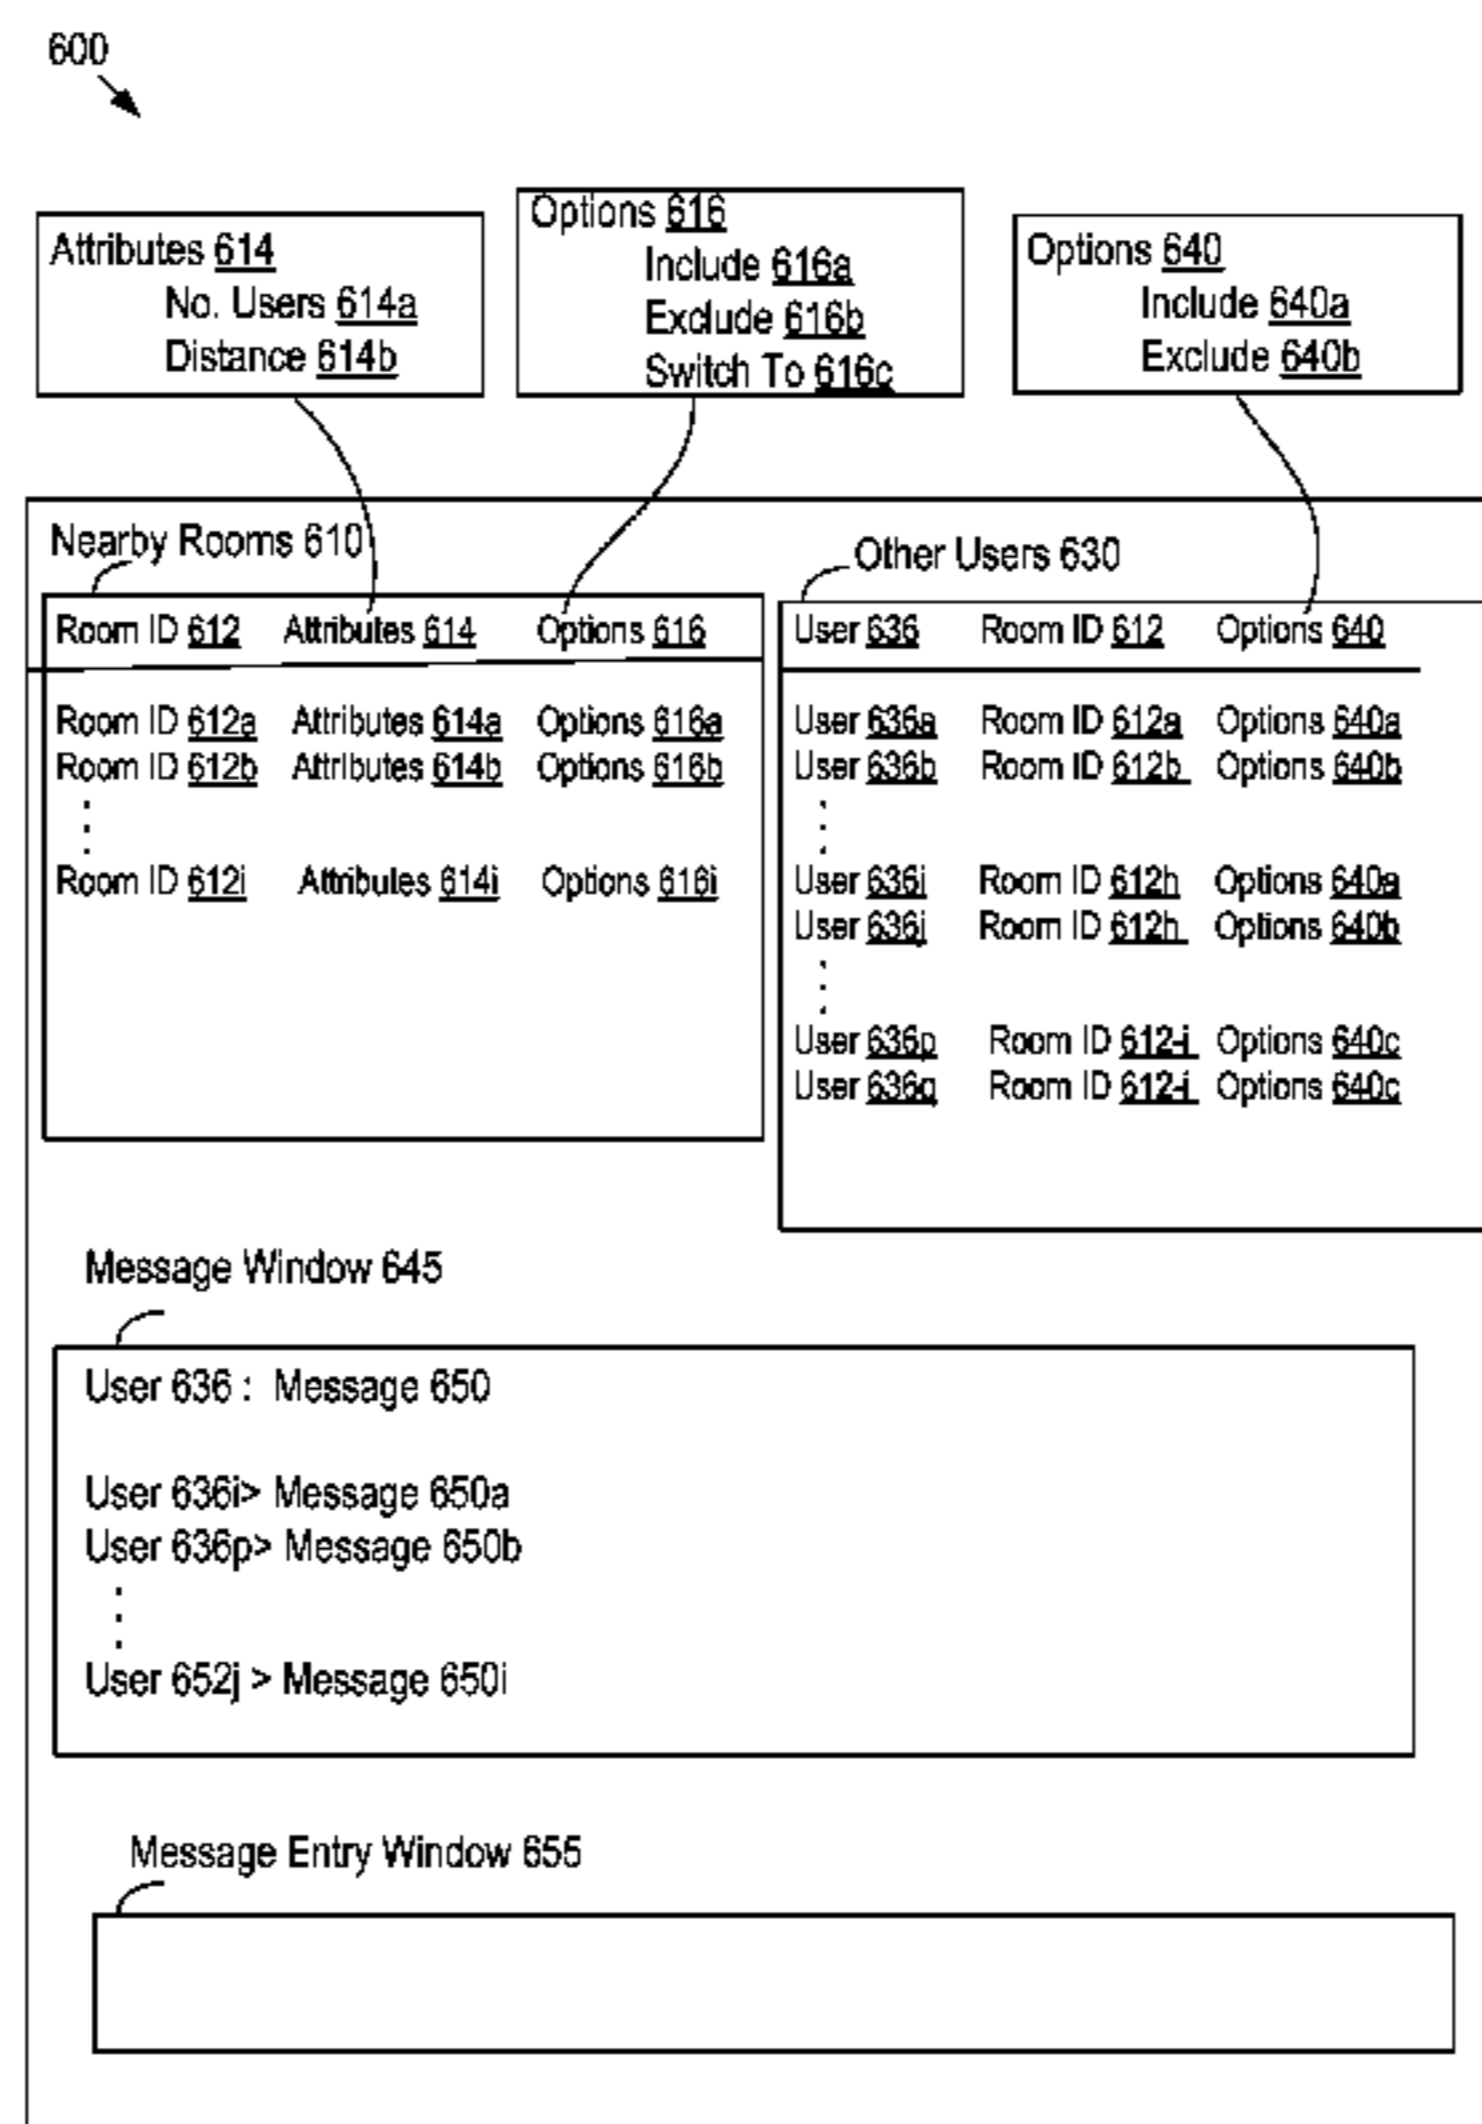 600
Attributes 614
No. Users 614a
Distance 614b
Options 616
Include 616a
Exclude 616b
Switch To 616c
Options 640
Include 640a
Exclude 640b
Nearby Rooms 610
Room ID 612 Attributes 614 Options 616
Room ID 612a Attributes 614a Options 616a
Room ID 612b Attributes 614b Options 616b
Room ID 612i Attributes 614i Options 616i
Other Users 630
User 636 Room ID 612 Options 640
User 636a Room ID 612a Options 640a
User 636b Room ID 612b Options 640b
User 636i Room ID 612h Options 640a
User 636j Room ID 612h Options 640b
User 636p Room ID 612-i Options 640c
User 636q Room ID 612-i Options 640c
Message Window 645
User 636 : Message 650
User 636i> Message 650a
User 636p> Message 650b
User 652j > Message 650i
Message Entry Window 655